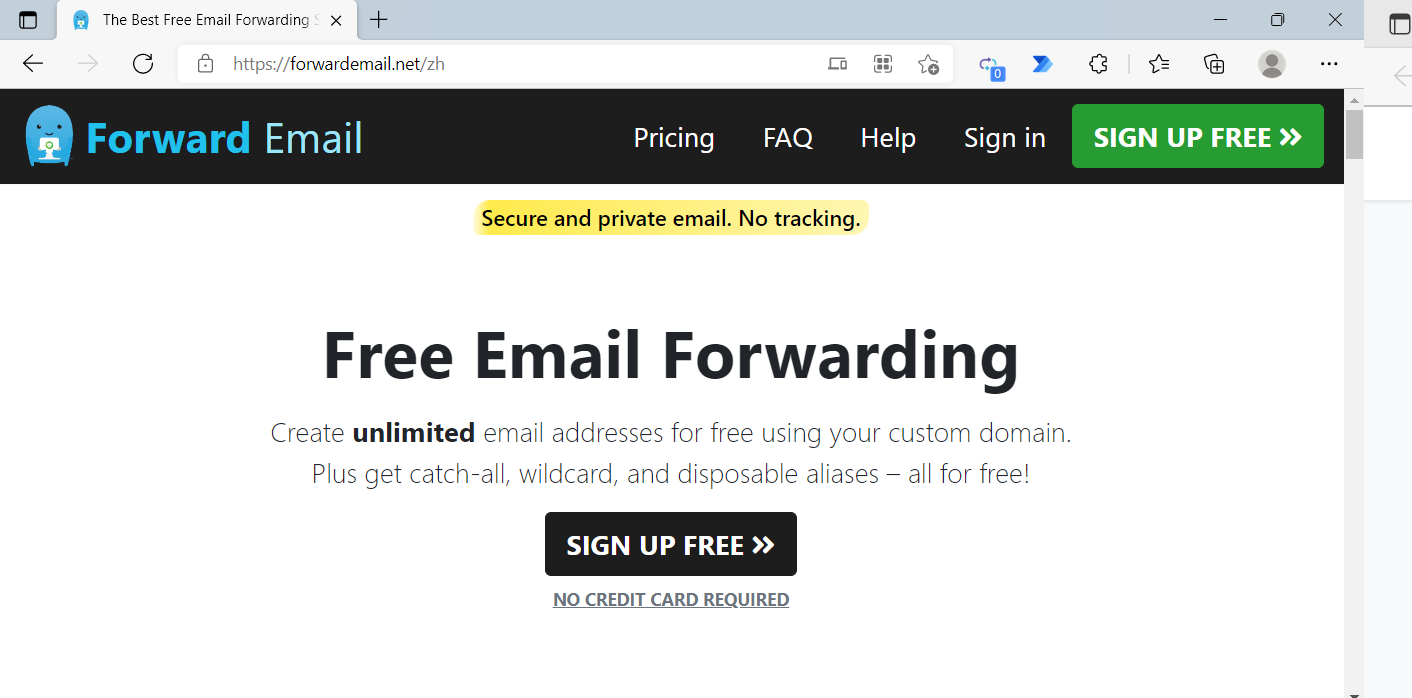 The Best Free Email Forwarding
https://forwardemail.net/zh
0
Forward Email
Pricing
FAQ
Help
Sign in
SIGN UP FREE
Secure and private email. No tracking.
Free Email Forwarding
Create unlimited email addresses for free using your custom domain.
Plus get catch-all, wildcard, and disposable aliases – all for free!
SIGN UP FREE
NO CREDIT CARD REQUIRED